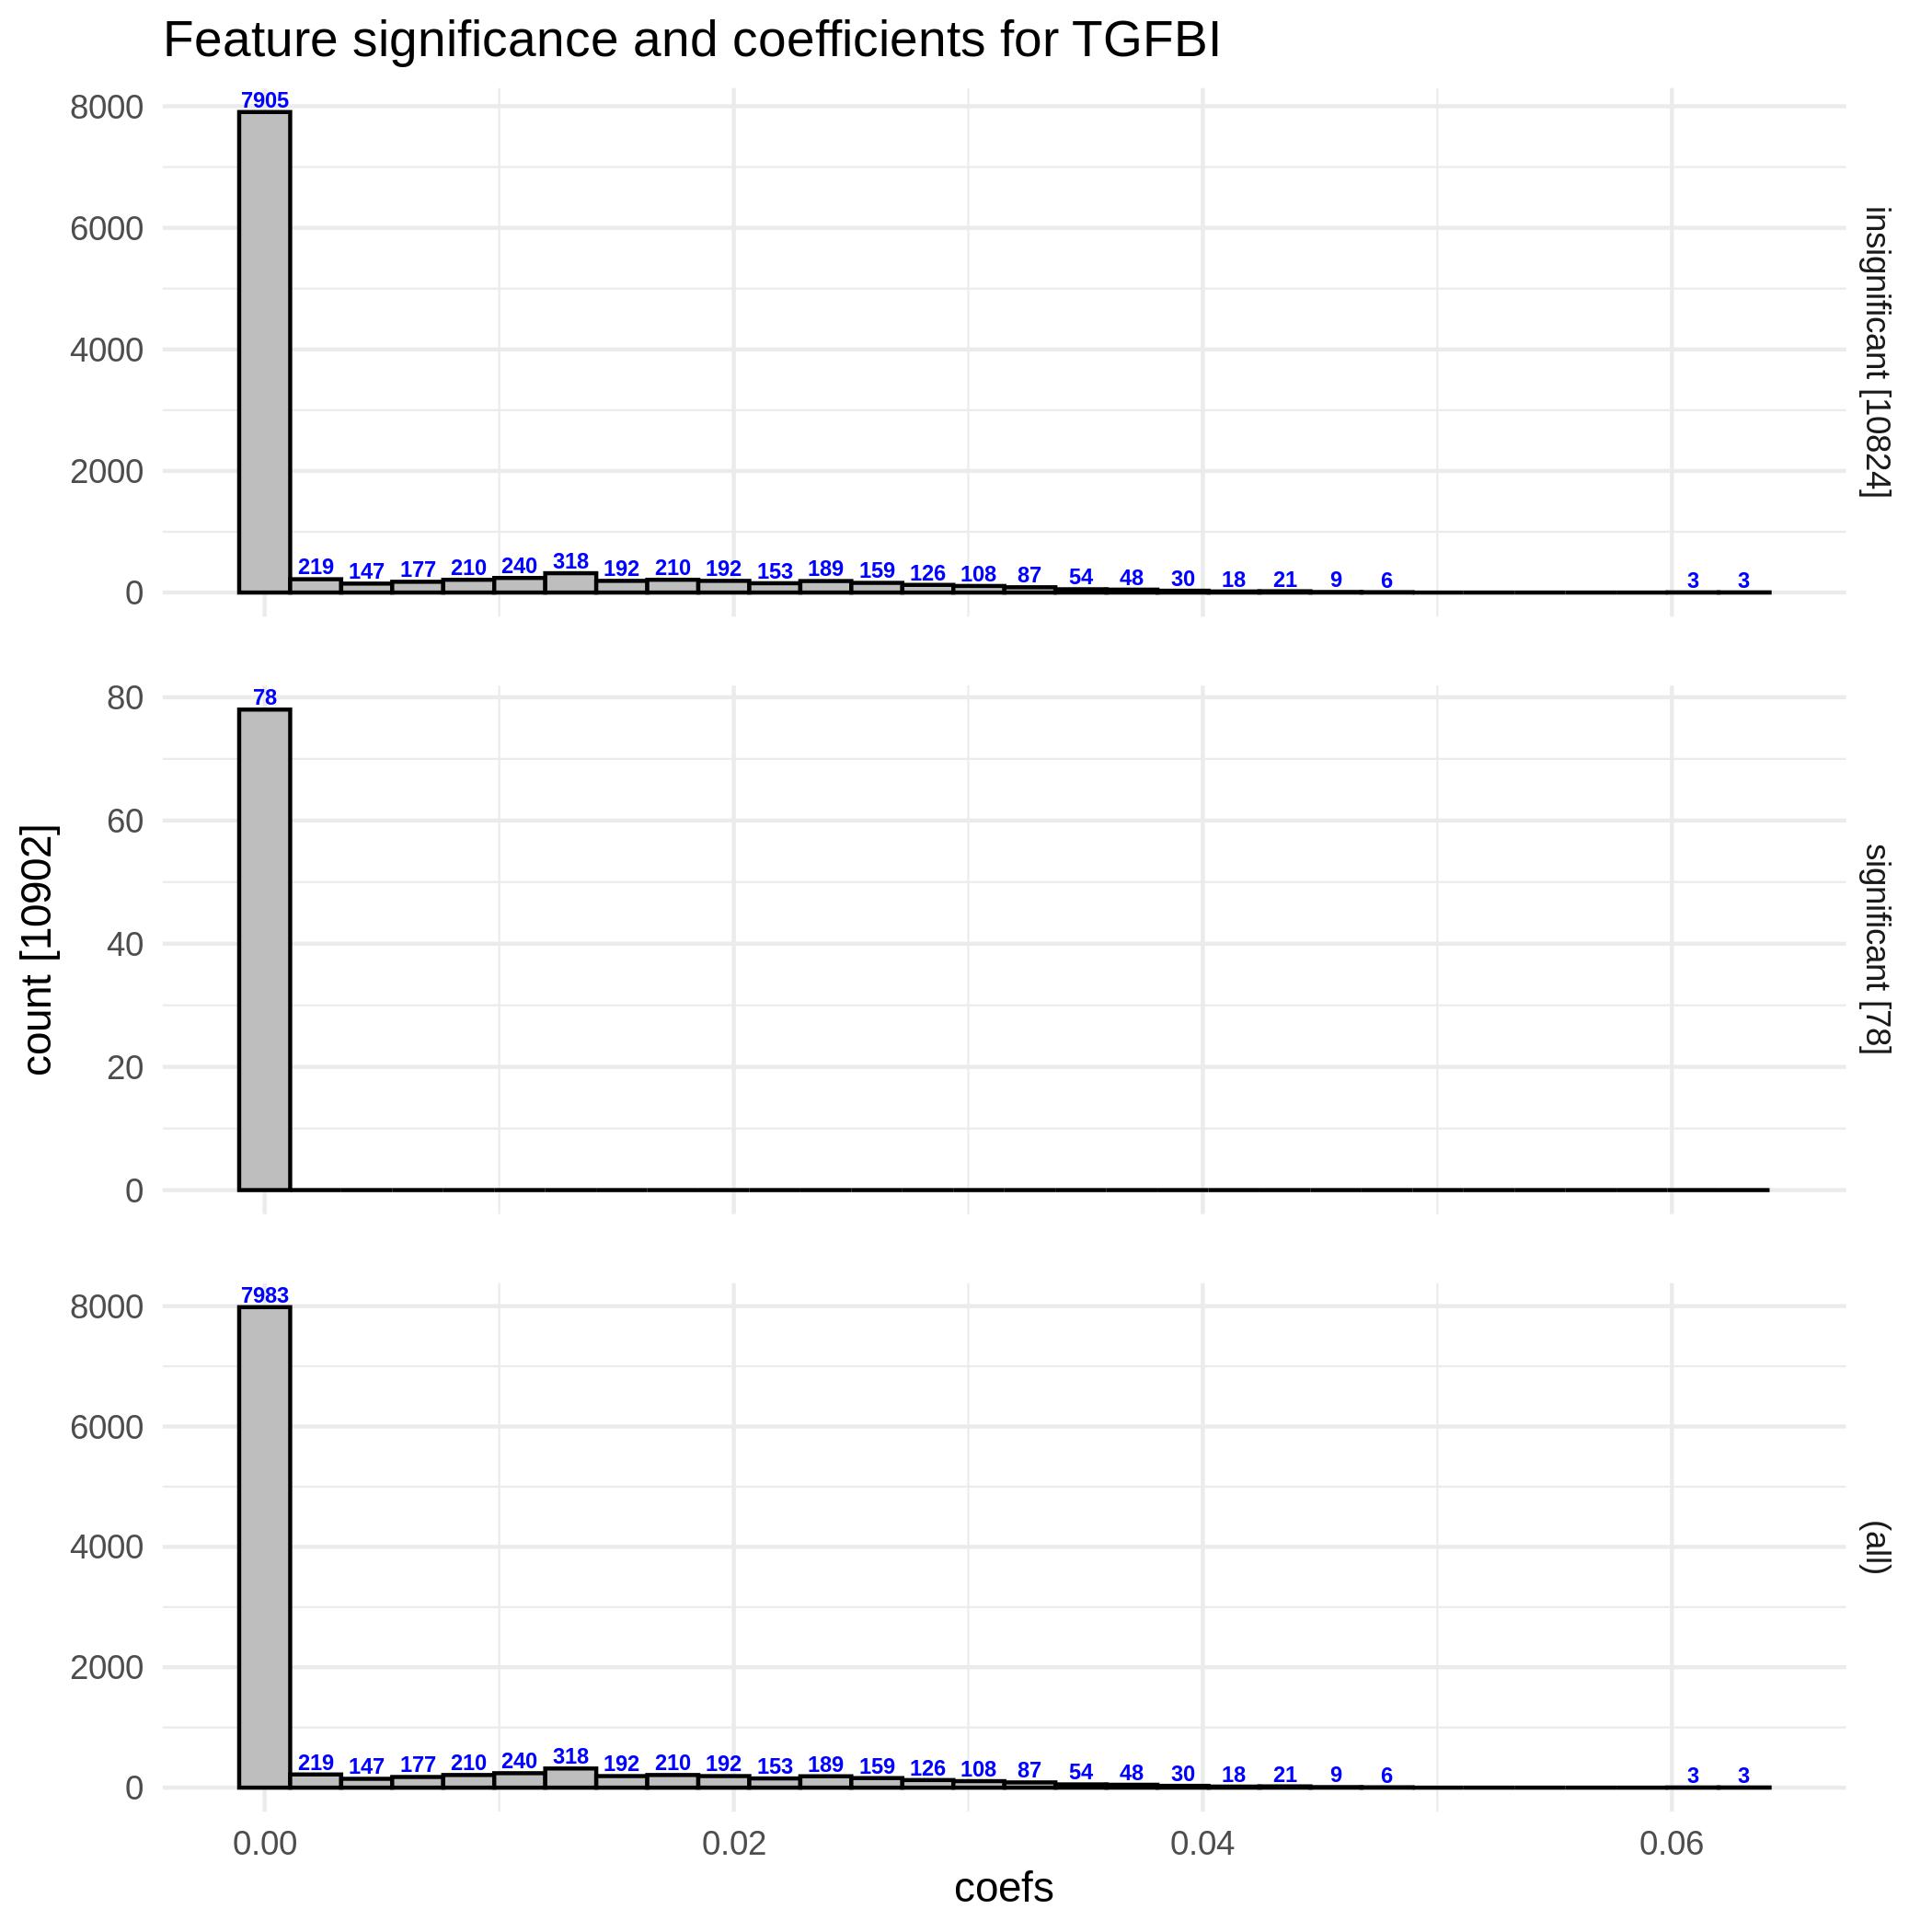 Feature significance and coefficients for TGFBI
8000
6000
4000
2000
0
7905
219 147 177 210 240 318 192 210 192 153 189 159 126 108 87 54 48 30 18 21 9 6 3 3
insignificant [10824]
count [10902]
80
60
40
20
0
78
significant [78]
8000
6000
4000
2000
0
7983
219 147 177 210 240 318 192 210 192 153 189 159 126 108 87 54 48 30 18 21 9 6 3 3
(all)
0.00 0.02 0.04 0.06
coefs